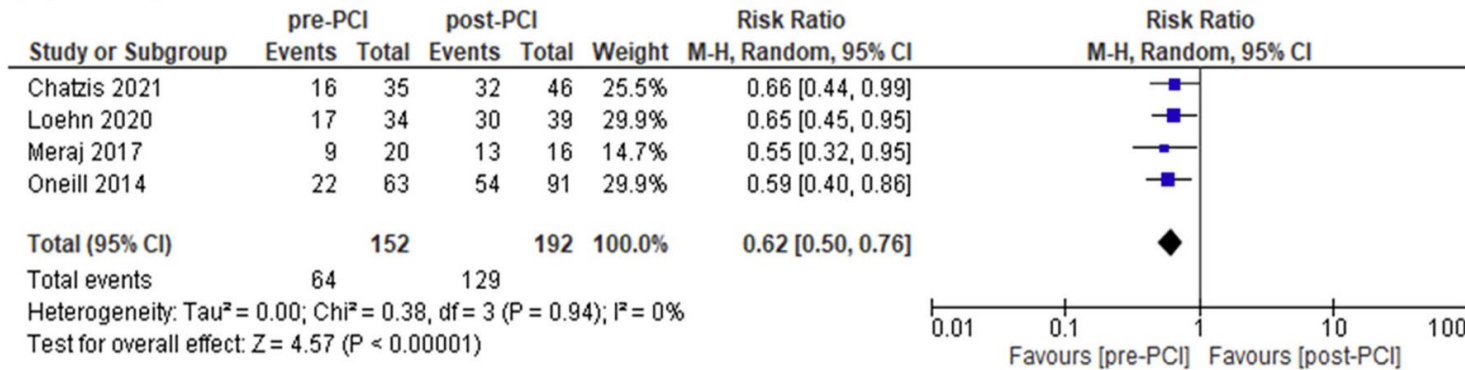 pre-PCI post-PCI Risk Ratio Risk Ratio
Study or Subgroup Events Total Events Total Weight M-H, Random, 95% CI M-H, Random, 95% CI
Chatzis 2021 16 35 32 46 25.5% 0.66 [0.44, 0.99]
Loehn 2020 17 34 30 39 29.9% 0.65 [0.45, 0.95]
Meraj 2017 9 20 13 16 14.7% 0.55 [0.32, 0.95]
Oneill 2014 22 63 54 91 29.9% 0.59 [0.40, 0.86]
Total (95% CI) 152 192 100.0% 0.62 [0.50, 0.76]
Total events 64 129
Heterogeneity: Tau² = 0.00; Chi² = 0.38, df = 3 (P = 0.94); I² = 0%
Test for overall effect: Z = 4.57 (P < 0.00001)
0.01 0.1 1 10 100
Favours [pre-PCI] Favours [post-PCI]